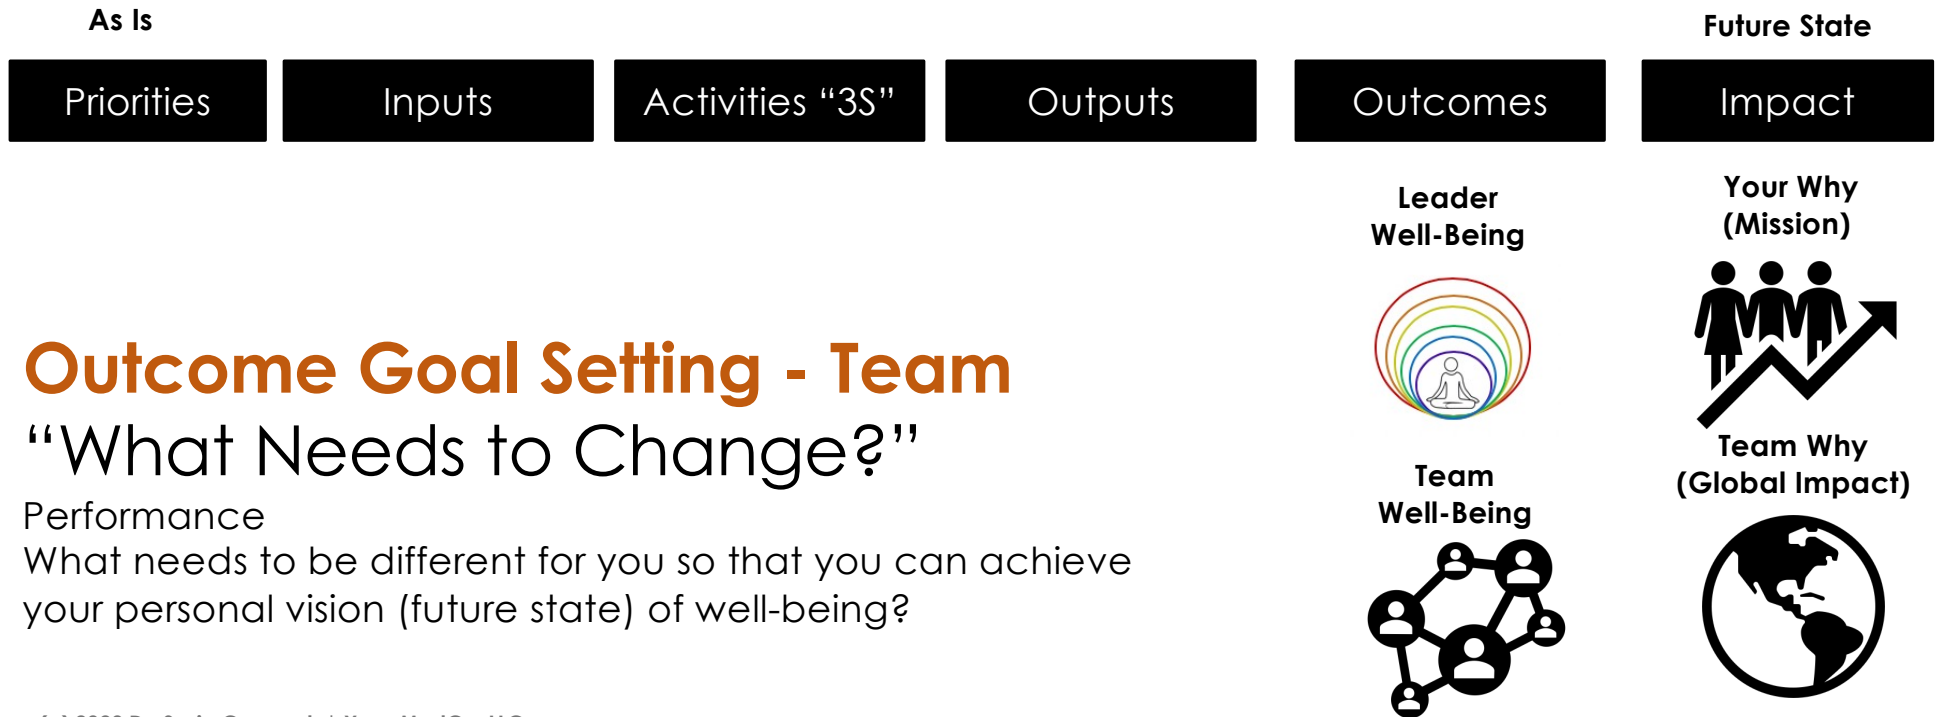 As Is
Future State
Priorities
Inputs
Activities “3S”
Outputs
Outcomes
Impact
Leader
Well-Being
Your Why
(Mission)
Outcome Goal Setting - Team
“What Needs to Change?”
Performance
What needs to be different for you so that you can achieve
your personal vision (future state) of well-being?
Team
Well-Being
Team Why
(Global Impact)